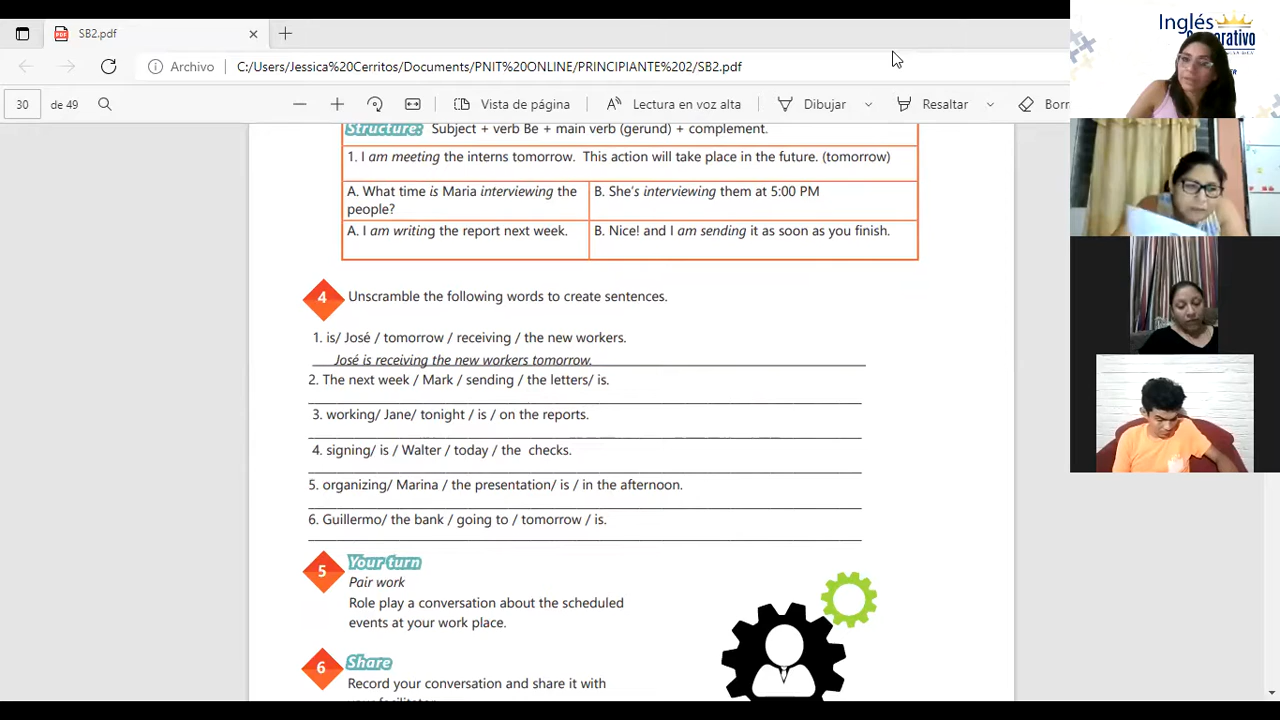 SB2.pdf
Archivo C:/Users/Jessica%20Cerritos/Documents/PNIT%20ONLINE/PRINCIPIANTE%202/SB2.pdf
30 de 49 Vista de página Lectura en voz alta Dibujar Resaltar Borr
Inglés
Structure: Subject + verb Be + main verb (gerund) + complement.
1. I am meeting the interns tomorrow. This action will take place in the future. (tomorrow)
A. What time is Maria interviewing the people?
B. She's interviewing them at 5:00 PM
A. I am writing the report next week.
B. Nice! and I am sending it as soon as you finish.
4 Unscramble the following words to create sentences.
1. is/ José / tomorrow / receiving / the new workers.
José is receiving the new workers tomorrow.
2. The next week / Mark / sending / the letters/ is.
3. working/ Jane/ tonight / is / on the reports.
4. signing/ is / Walter / today / the checks.
5. organizing/ Marina / the presentation/ is / in the afternoon.
6. Guillermo/ the bank / going to / tomorrow / is.
5 Your turn
Pair work
Role play a conversation about the scheduled
events at your work place.
6 Share
Record your conversation and share it with